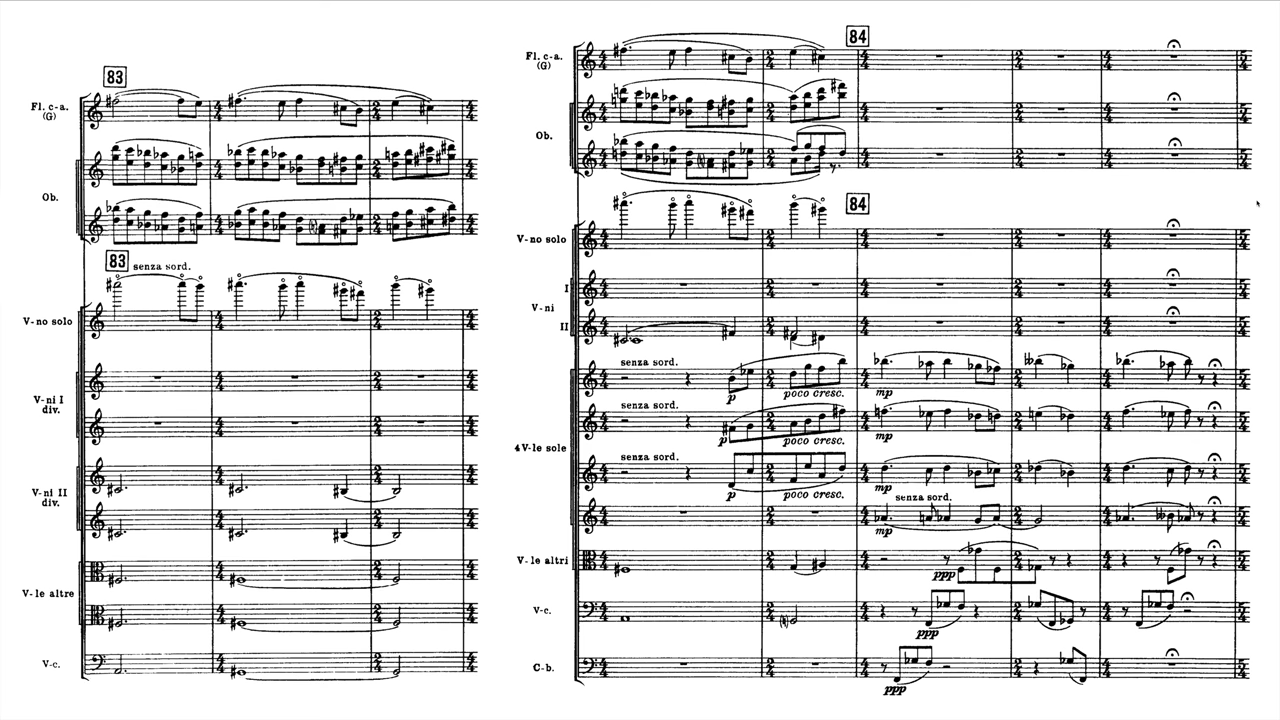 83
Fl. c-a.
(G)
Ob.
83
senza sord.
V-no solo
V-ni I
div.
V-ni II
div.
V-le altre
V-c.
Fl. c-a.
(G)
84
Ob.
84
V-no solo
I
V-ni
II
senza sord.
p
poco cresc.
mp
senza sord.
p
poco cresc.
mp
4 V-le sole
senza sord.
p
poco cresc.
mp
senza sord.
mp
V-le altri
ppp
V-c.
ppp
C-b.
ppp